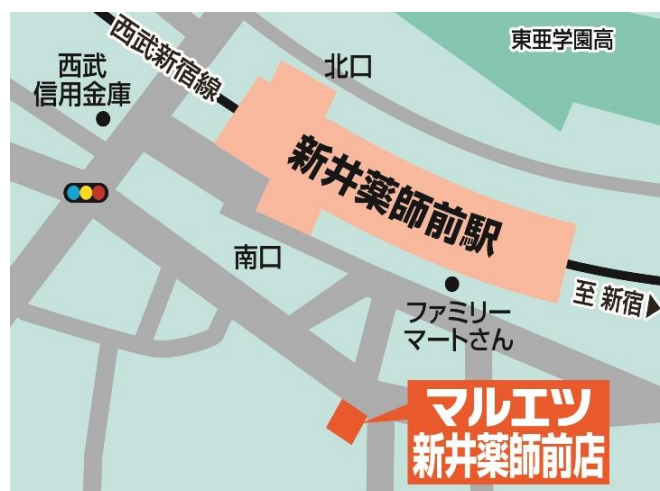 東亜学園高
西武新宿線
北口
西武
信用金庫
新井薬師前駅
南口
至 新宿▶
ファミリー
マートさん
マルエツ
新井薬師前店